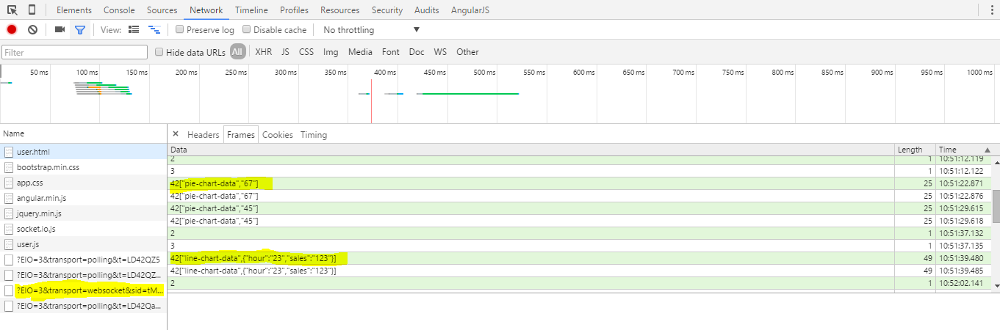 Elements Console Sources Network Timeline Profiles Resources Security Audits AngularJS
View: Preserve log Disable cache No throttling
Filter Hide data URLs All XHR JS CSS Img Media Font Doc WS Other
50 ms 100 ms 150 ms 200 ms 250 ms 300 ms 350 ms 400 ms 450 ms 500 ms 550 ms 600 ms 650 ms 700 ms 750 ms 800 ms 850 ms 900 ms 950 ms 1000 ms
Name
user.html
bootstrap.min.css
app.css
angular.min.js
jquery.min.js
socket.io.js
user.js
?EIO=3&transport=polling&t=LD42QZ5
?EIO=3&transport=polling&t=LD42QZ...
?EIO=3&transport=websocket&sid=tM...
?EIO=3&transport=polling&t=LD42Qa...
× Headers Frames Cookies Timing
Data Length Time
2 1 10:51:12.119
3 1 10:51:12.122
42["pie-chart-data","67"] 25 10:51:22.871
42["pie-chart-data","67"] 25 10:51:22.876
42["pie-chart-data","45"] 25 10:51:29.615
42["pie-chart-data","45"] 25 10:51:29.618
2 1 10:51:37.132
3 1 10:51:37.135
42["line-chart-data",{"hour":"23","sales":"123"}] 49 10:51:39.480
42["line-chart-data",{"hour":"23","sales":"123"}] 49 10:51:39.485
2 1 10:52:02.141